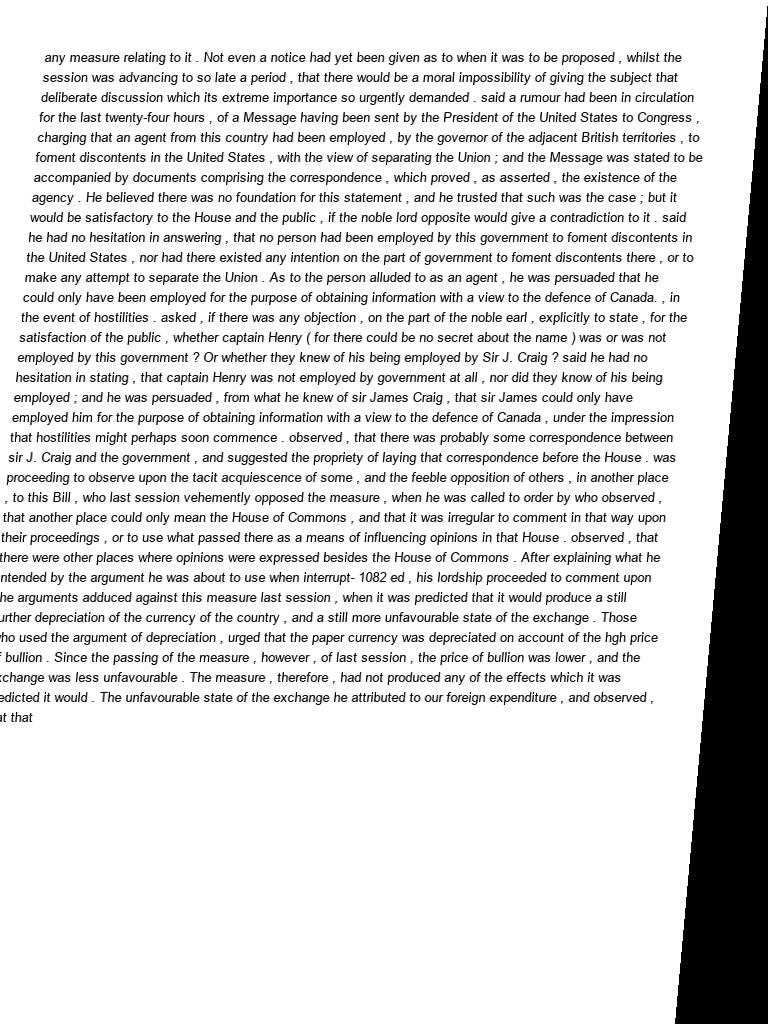 any measure relating to it . Not even a notice had yet been given as to when it was to be proposed , whilst the
session was advancing to so late a period , that there would be a moral impossibility of giving the subject that
deliberate discussion which its extreme importance so urgently demanded . said a rumour had been in circulation
for the last twenty-four hours , of a Message having been sent by the President of the United States to Congress ,
charging that an agent from this country had been employed , by the governor of the adjacent British territories , to
foment discontents in the United States , with the view of separating the Union ; and the Message was stated to be
accompanied by documents comprising the correspondence , which proved , as asserted , the existence of the
agency . He believed there was no foundation for this statement , and he trusted that such was the case ; but it
would be satisfactory to the House and the public , if the noble lord opposite would give a contradiction to it . said
he had no hesitation in answering , that no person had been employed by this government to foment discontents in
the United States , nor had there existed any intention on the part of government to foment discontents there , or to
make any attempt to separate the Union . As to the person alluded to as an agent , he was persuaded that he
could only have been employed for the purpose of obtaining information with a view to the defence of Canada. , in
the event of hostilities . asked , if there was any objection , on the part of the noble earl , explicitly to state , for the
satisfaction of the public , whether captain Henry ( for there could be no secret about the name ) was or was not
employed by this government ? Or whether they knew of his being employed by Sir J. Craig ? said he had no
hesitation in stating , that captain Henry was not employed by government at all , nor did they know of his being
employed ; and he was persuaded , from what he knew of sir James Craig , that sir James could only have
employed him for the purpose of obtaining information with a view to the defence of Canada , under the impression
that hostilities might perhaps soon commence . observed , that there was probably some correspondence between
sir J. Craig and the government , and suggested the propriety of laying that correspondence before the House . was
proceeding to observe upon the tacit acquiescence of some , and the feeble opposition of others , in another place
, to this Bill , who last session vehemently opposed the measure , when he was called to order by who observed ,
that another place could only mean the House of Commons , and that it was irregular to comment in that way upon
their proceedings , or to use what passed there as a means of influencing opinions in that House . observed , that
there were other places where opinions were expressed besides the House of Commons . After explaining what he
ntended by the argument he was about to use when interrupt- 1082 ed , his lordship proceeded to comment upon
he arguments adduced against this measure last session , when it was predicted that it would produce a still
urther depreciation of the currency of the country , and a still more unfavourable state of the exchange . Those
ho used the argument of depreciation , urged that the paper currency was depreciated on account of the hgh price
bullion . Since the passing of the measure , however , of last session , the price of bullion was lower , and the
change was less unfavourable . The measure , therefore , had not produced any of the effects which it was
edicted it would . The unfavourable state of the exchange he attributed to our foreign expenditure , and observed ,
at that